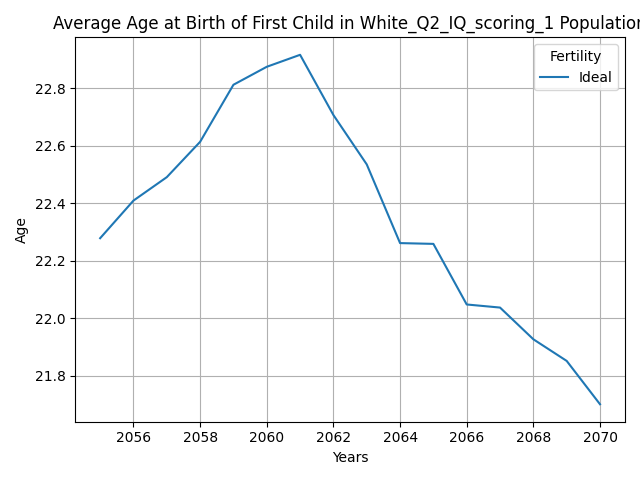 Average Age at Birth of First Child in White_Q2_IQ_scoring_1 Population
Fertility
Ideal
22.8
22.6
22.4
22.2
22.0
21.8
Age
2056 2058 2060 2062 2064 2066 2068 2070
Years